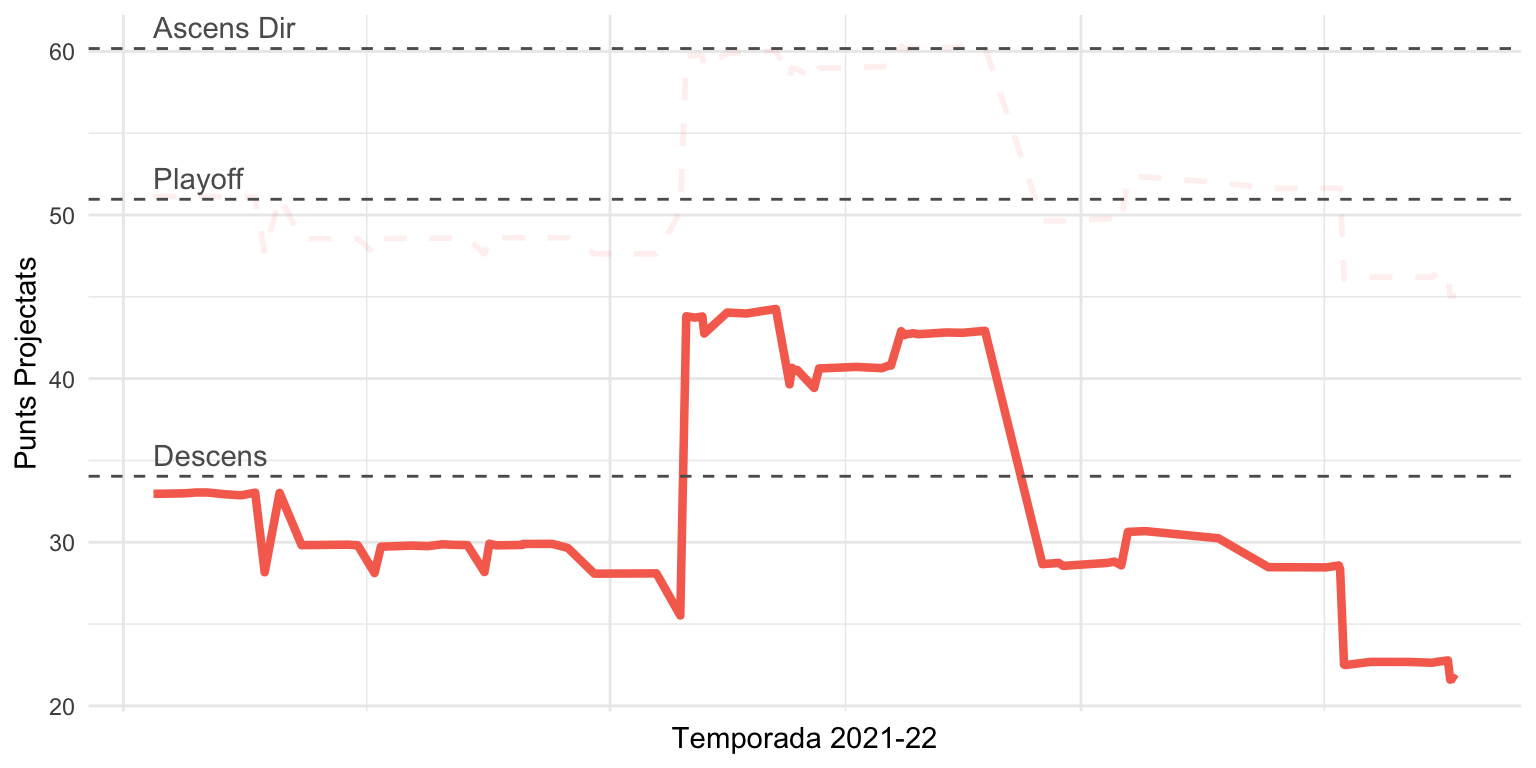 Ascens Dir
60
Playoff
50
40
Descens
30
20
Punts Projectats
Temporada 2021-22